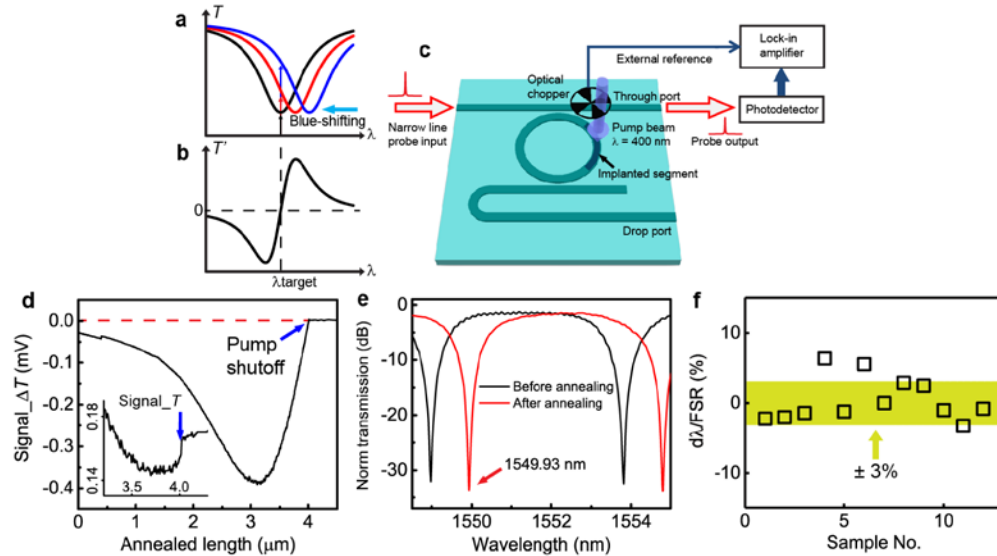 a
T
Blue-shifting
λ
b
T'
0
λtarget
λ
c
Lock-in
amplifier
External reference
Optical
chopper
Through port
Photodetector
Narrow line
probe input
Pump beam
λ = 400 nm
Probe output
Implanted segment
Drop port
d
Signal_ΔT (mV)
0.0
-0.1
-0.2
-0.3
-0.4
Pump
shutoff
Signal_T
0.18
0.14
3.5
4.0
0
1
2
3
4
Annealed length (μm)
e
Norm transmission (dB)
0
-10
-20
-30
Before annealing
After annealing
1549.93 nm
1550
1552
1554
Wavelength (nm)
f
dλ/FSR (%)
10
0
-10
± 3%
0
5
10
Sample No.